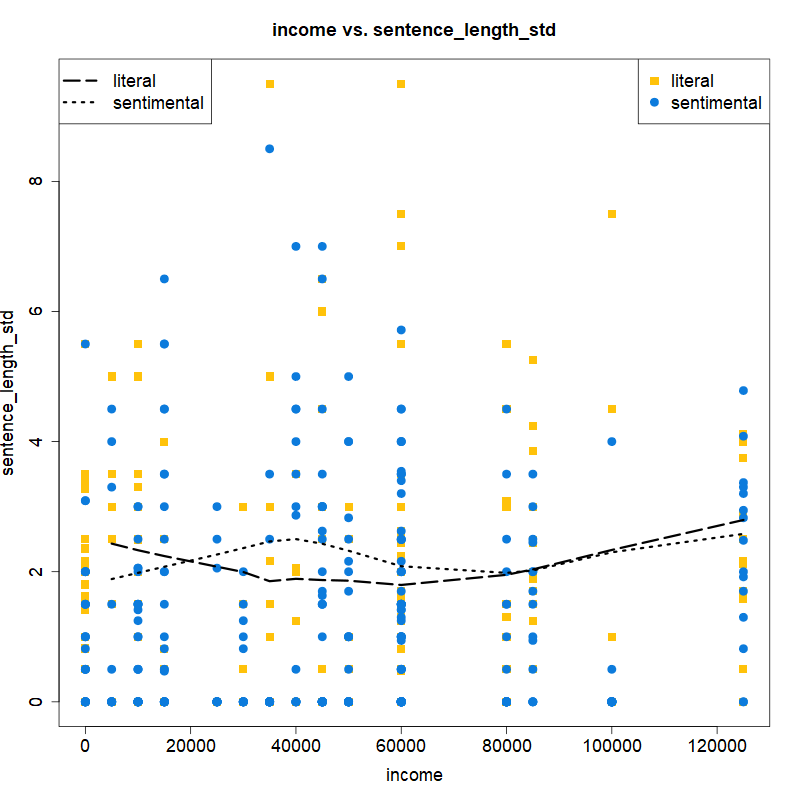 income vs. sentence_length_std
literal
sentimental
literal
sentimental
sentence_length_std
8
6
4
2
0
0 20000 40000 60000 80000 100000 120000
income